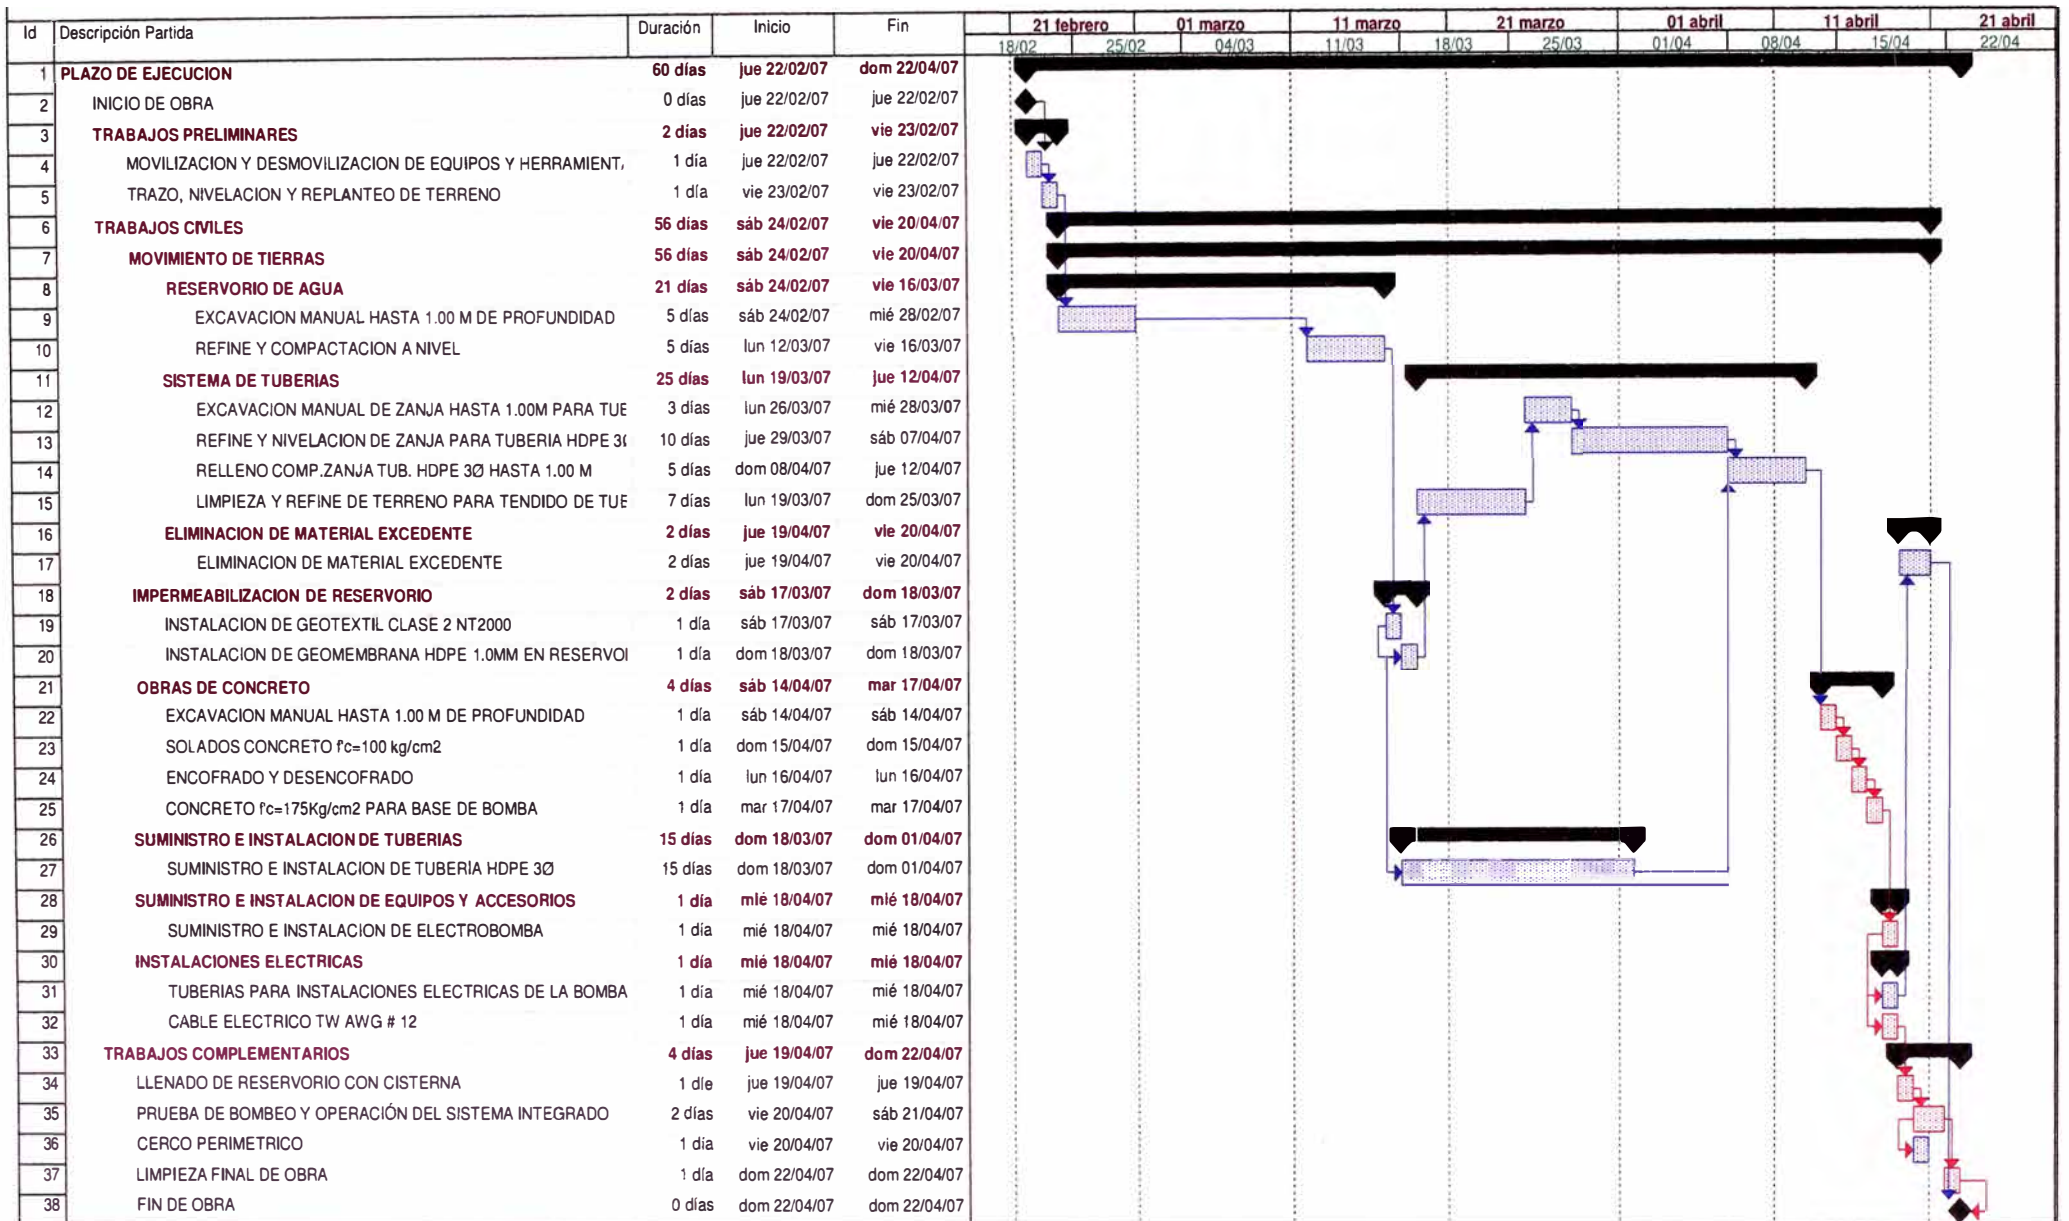 Id Descripción Partida Duración Inicio Fin 21 febrero 01 marzo 11 marzo 21 marzo 01 abril 11 abril 21 abril
18/02 25/02 04/03 11/03 18/03 25/03 01/04 08/04 15/04 22/04
1 PLAZO DE EJECUCION 60 días jue 22/02/07 dom 22/04/07
2 INICIO DE OBRA 0 días jue 22/02/07 jue 22/02/07
3 TRABAJOS PRELIMINARES 2 días jue 22/02/07 vie 23/02/07
4 MOVILIZACION Y DESMOVILIZACION DE EQUIPOS Y HERRAMIENT 1 día jue 22/02/07 jue 22/02/07
5 TRAZO, NIVELACION Y REPLANTEO DE TERRENO 1 día vie 23/02/07 vie 23/02/07
6 TRABAJOS CIVILES 56 días sáb 24/02/07 vie 20/04/07
7 MOVIMIENTO DE TIERRAS 56 días sáb 24/02/07 vie 20/04/07
8 RESERVORIO DE AGUA 21 días sáb 24/02/07 vie 16/03/07
9 EXCAVACION MANUAL HASTA 1.00 M DE PROFUNDIDAD 5 días sáb 24/02/07 mié 28/02/07
10 REFINE Y COMPACTACION A NIVEL 5 días lun 12/03/07 vie 16/03/07
11 SISTEMA DE TUBERIAS 25 días lun 19/03/07 jue 12/04/07
12 EXCAVACION MANUAL DE ZANJA HASTA 1.00M PARA TUE 3 días lun 26/03/07 mié 28/03/07
13 REFINE Y NIVELACION DE ZANJA PARA TUBERIA HDPE 3( 10 días jue 29/03/07 sáb 07/04/07
14 RELLENO COMP.ZANJA TUB. HDPE 3Ø HASTA 1.00 M 5 días dom 08/04/07 jue 12/04/07
15 LIMPIEZA Y REFINE DE TERRENO PARA TENDIDO DE TUE 7 días lun 19/03/07 dom 25/03/07
16 ELIMINACION DE MATERIAL EXCEDENTE 2 días jue 19/04/07 vie 20/04/07
17 ELIMINACION DE MATERIAL EXCEDENTE 2 días jue 19/04/07 vie 20/04/07
18 IMPERMEABILIZACION DE RESERVORIO 2 días sáb 17/03/07 dom 18/03/07
19 INSTALACION DE GEOTEXTIL CLASE 2 NT2000 1 día sáb 17/03/07 sáb 17/03/07
20 INSTALACION DE GEOMEMBRANA HDPE 1.0MM EN RESERVOI 1 día dom 18/03/07 dom 18/03/07
21 OBRAS DE CONCRETO 4 días sáb 14/04/07 mar 17/04/07
22 EXCAVACION MANUAL HASTA 1.00 M DE PROFUNDIDAD 1 día sáb 14/04/07 sáb 14/04/07
23 SOLADOS CONCRETO f'c=100 kg/cm2 1 día dom 15/04/07 dom 15/04/07
24 ENCOFRADO Y DESENCOFRADO 1 día lun 16/04/07 lun 16/04/07
25 CONCRETO f'c=175Kg/cm2 PARA BASE DE BOMBA 1 día mar 17/04/07 mar 17/04/07
26 SUMINISTRO E INSTALACION DE TUBERIAS 15 días dom 18/03/07 dom 01/04/07
27 SUMINISTRO E INSTALACION DE TUBERIA HDPE 3Ø 15 días dom 18/03/07 dom 01/04/07
28 SUMINISTRO E INSTALACION DE EQUIPOS Y ACCESORIOS 1 día mié 18/04/07 mié 18/04/07
29 SUMINISTRO E INSTALACION DE ELECTROBOMBA 1 día mié 18/04/07 mié 18/04/07
30 INSTALACIONES ELECTRICAS 1 día mié 18/04/07 mié 18/04/07
31 TUBERIAS PARA INSTALACIONES ELECTRICAS DE LA BOMBA 1 día mié 18/04/07 mié 18/04/07
32 CABLE ELECTRICO TW AWG # 12 1 día mié 18/04/07 mié 18/04/07
33 TRABAJOS COMPLEMENTARIOS 4 días jue 19/04/07 dom 22/04/07
34 LLENADO DE RESERVORIO CON CISTERNA 1 día jue 19/04/07 jue 19/04/07
35 PRUEBA DE BOMBEO Y OPERACIÓN DEL SISTEMA INTEGRADO 2 días vie 20/04/07 sáb 21/04/07
36 CERCO PERIMETRICO 1 día vie 20/04/07 vie 20/04/07
37 LIMPIEZA FINAL DE OBRA 1 día dom 22/04/07 dom 22/04/07
38 FIN DE OBRA 0 días dom 22/04/07 dom 22/04/07